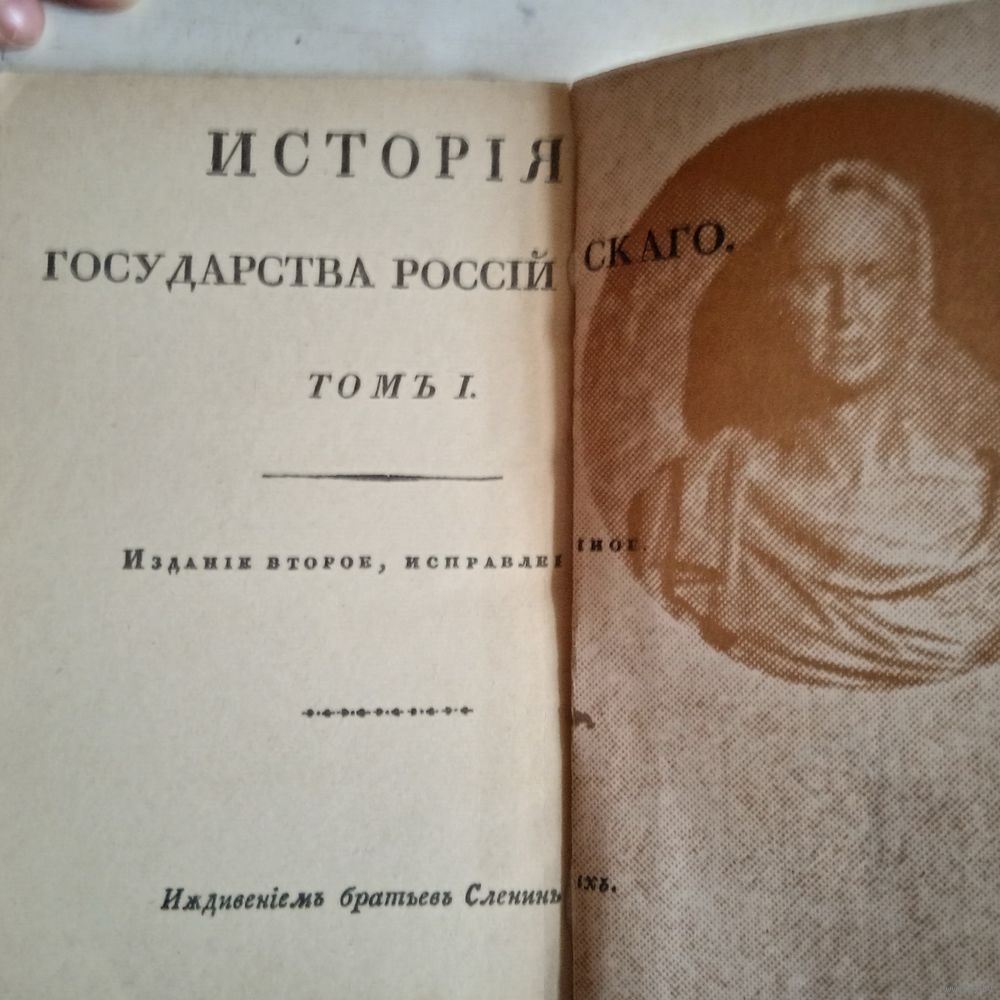 ИСТОРІЯ
ГОСУДАРСТВА РОССІЙСКАГО.
ТОМЪ I.
Изданіе второе, исправленное.
Иждивеніемъ братьевъ Слениныхъ.